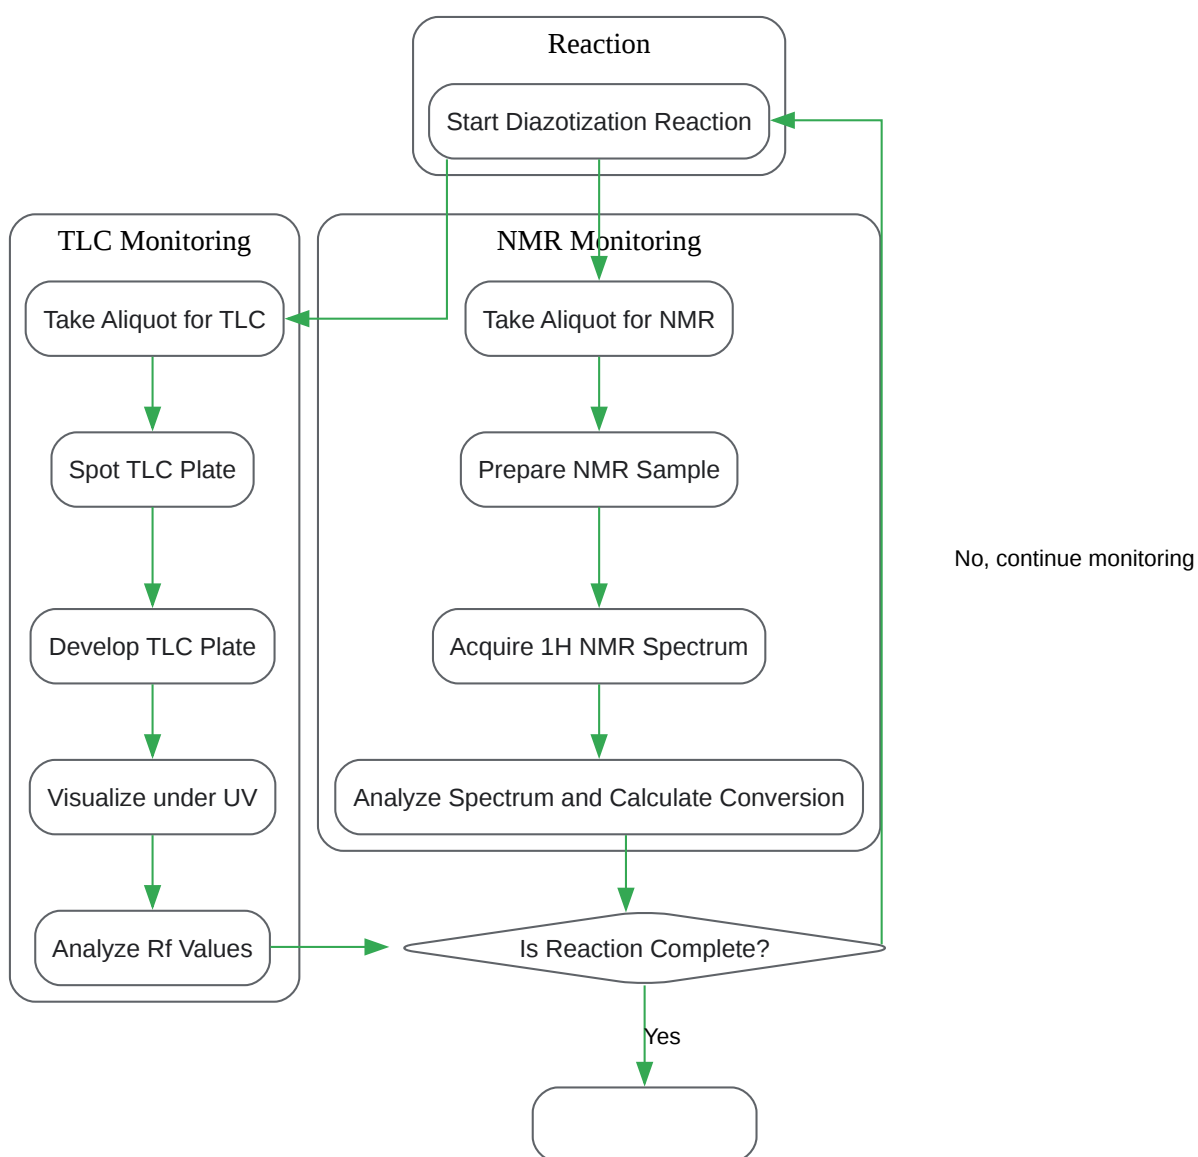 Reaction
Start Diazotization Reaction
TLC Monitoring
NMR Monitoring
Take Aliquot for TLC
Take Aliquot for NMR
Spot TLC Plate
Prepare NMR Sample
No, continue monitoring
Develop TLC Plate
Acquire 1H NMR Spectrum
Visualize under UV
Analyze Spectrum and Calculate Conversion
Analyze Rf Values
Is Reaction Complete?
Yes